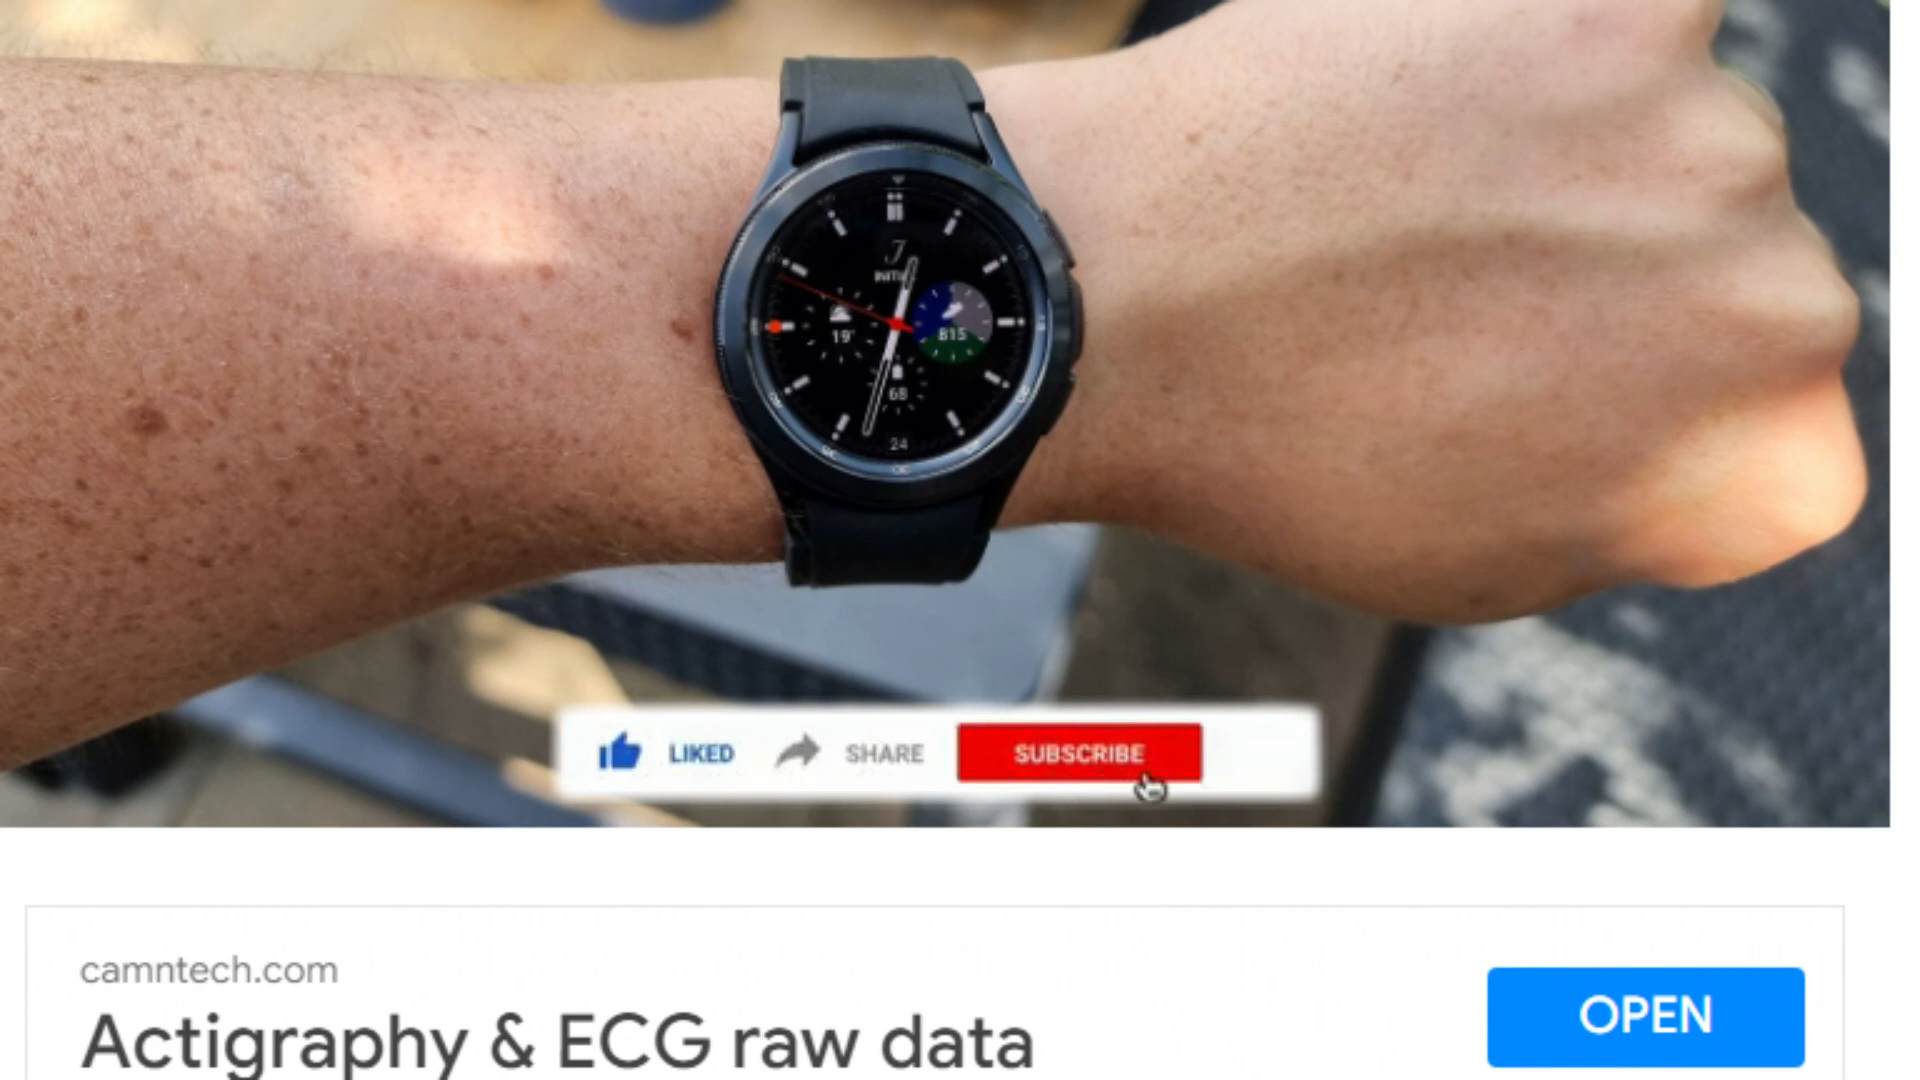 J
19°
815
68
24
LIKED SHARE SUBSCRIBE
camntech.com
OPEN
Actigraphy & ECG raw data